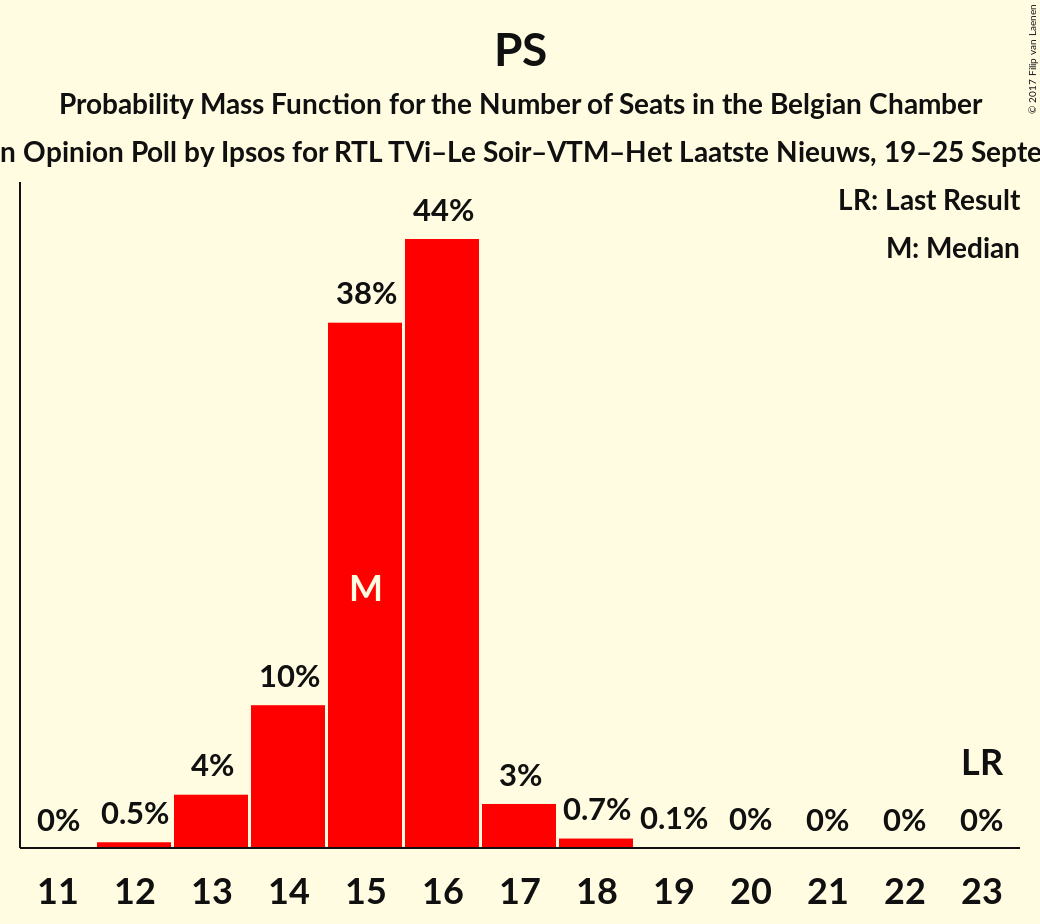 PS
Probability Mass Function for the Number of Seats in the Belgian Chamber
n Opinion Poll by Ipsos for RTL TVi–Le Soir–VTM–Het Laatste Nieuws, 19–25 Septe
© 2017 Filip van Laenen
LR: Last Result
M: Median
0% 0.5% 4% 10% 38% 44% 3% 0.7% 0.1% 0% 0% 0% 0%
M
LR
11 12 13 14 15 16 17 18 19 20 21 22 23